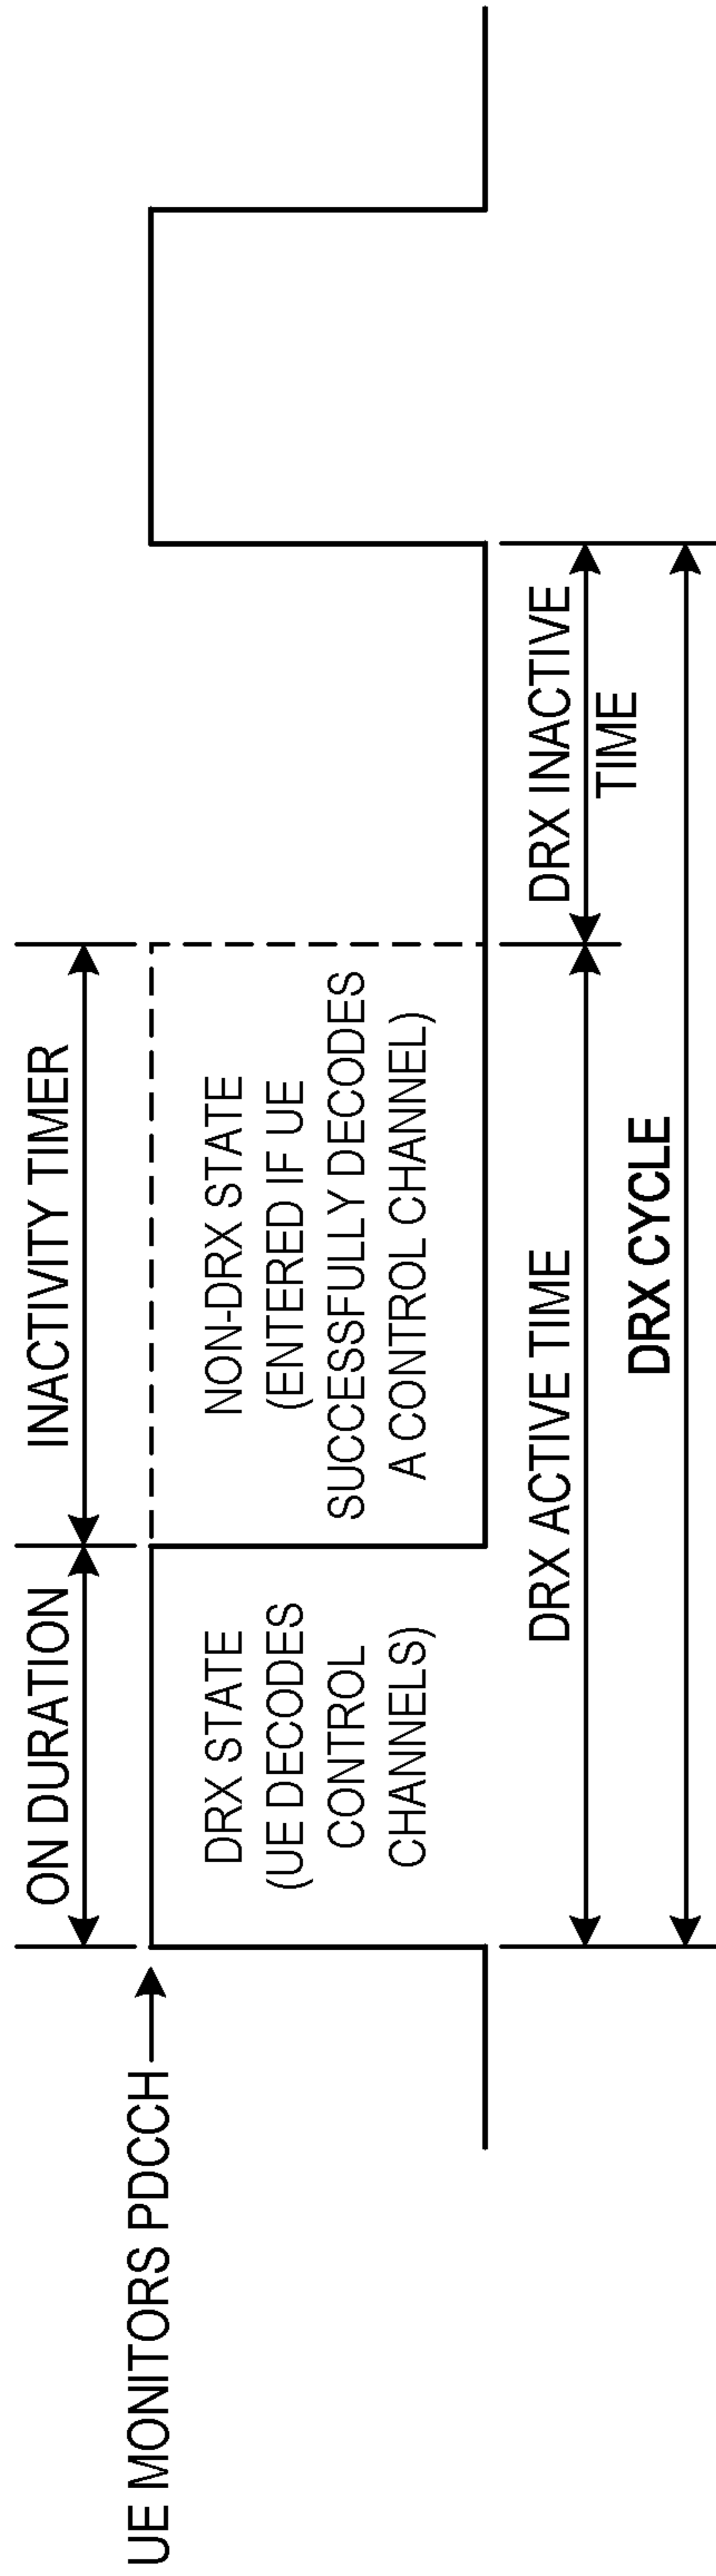 ON DURATION
INACTIVITY TIMER
UE MONITORS PDCCH
DRX STATE
(UE DECODES
CONTROL
CHANNELS)
NON-DRX STATE
(ENTERED IF UE
SUCCESSFULLY DECODES
A CONTROL CHANNEL)
DRX ACTIVE TIME
DRX INACTIVE
TIME
DRX CYCLE